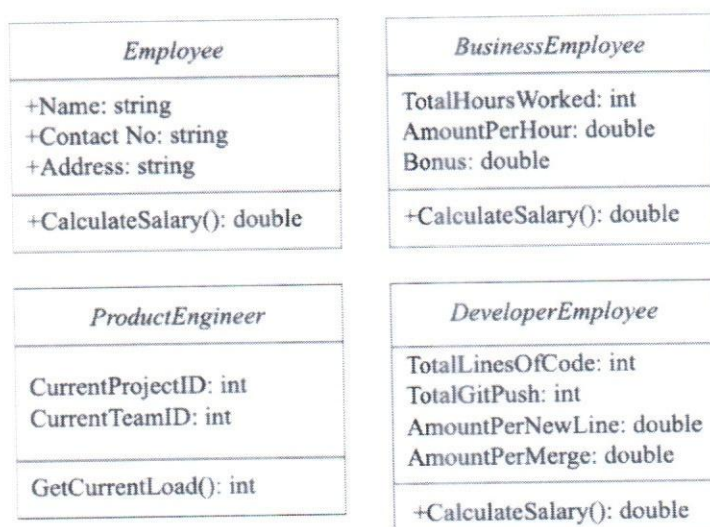 Employee
+Name: string
+Contact No: string
+Address: string
+CalculateSalary(): double
BusinessEmployee
TotalHoursWorked: int
AmountPerHour: double
Bonus: double
+CalculateSalary(): double
ProductEngineer
CurrentProjectID: int
CurrentTeamID: int
GetCurrentLoad(): int
DeveloperEmployee
TotalLinesOfCode: int
TotalGitPush: int
AmountPerNewLine: double
AmountPerMerge: double
+CalculateSalary(): double